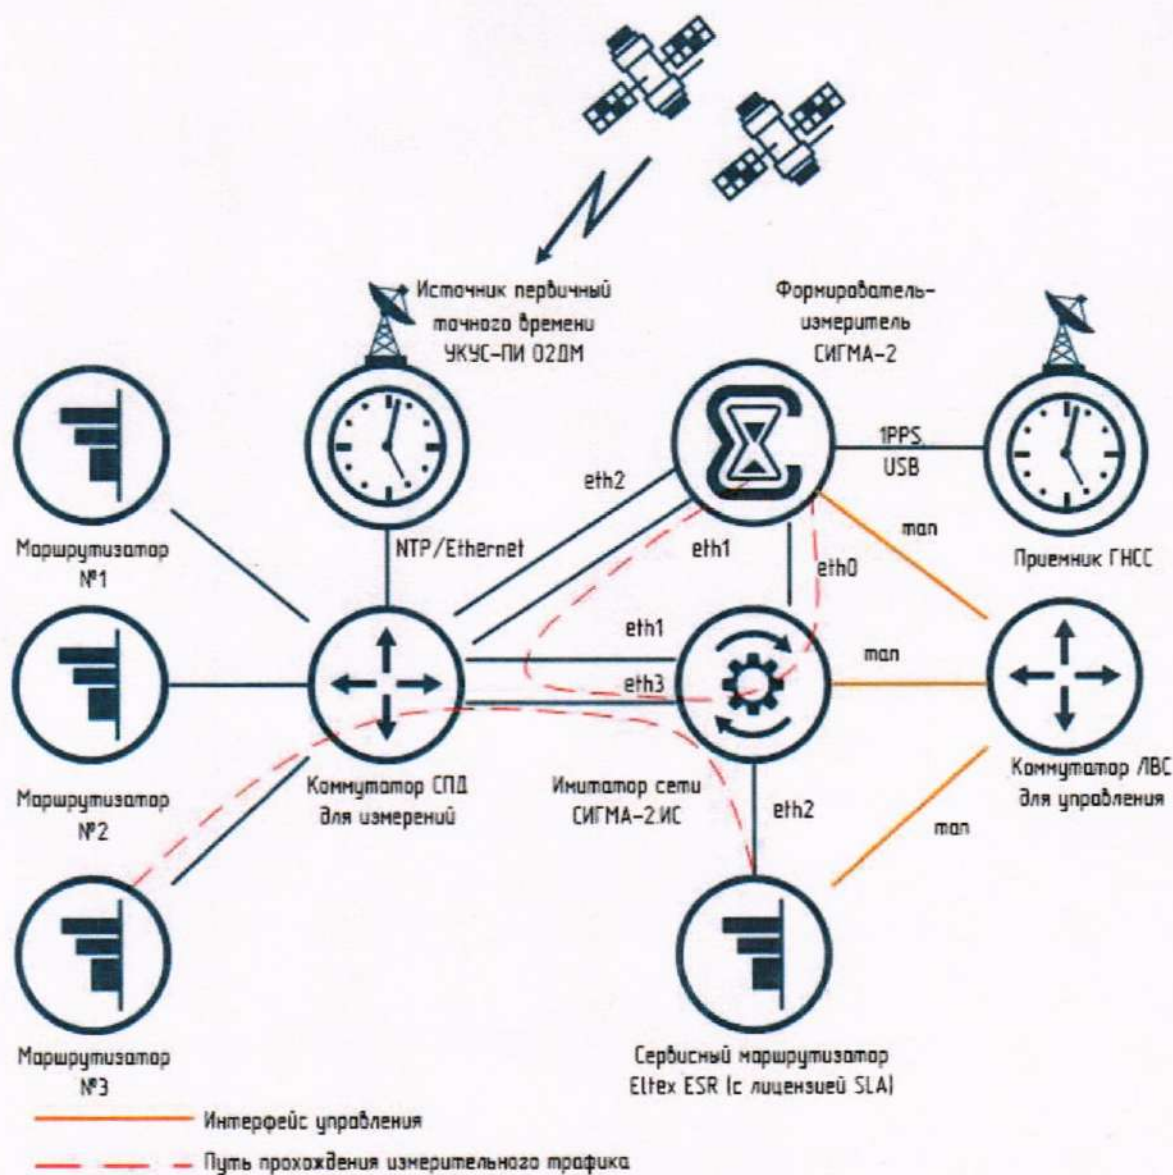 Источник первичный
точного времени
УКУС-ПИ 02ДМ
Формирователь-
измеритель
СИГМА-2
1PPS,
USB
eth2
Маршрутизатор
№1
NTP/Ethernet
eth1
man
eth0
Приемник ГНСС
eth1
man
eth3
Маршрутизатор
№2
Коммутатор СПД
для измерений
Имитатор сети
СИГМА-2.ИС
Коммутатор ЛВС
для управления
eth2
man
Маршрутизатор
№3
Сервисный маршрутизатор
Eltex ESR (с лицензией SLA)
Интерфейс управления
Путь прохождения измерительного трафика